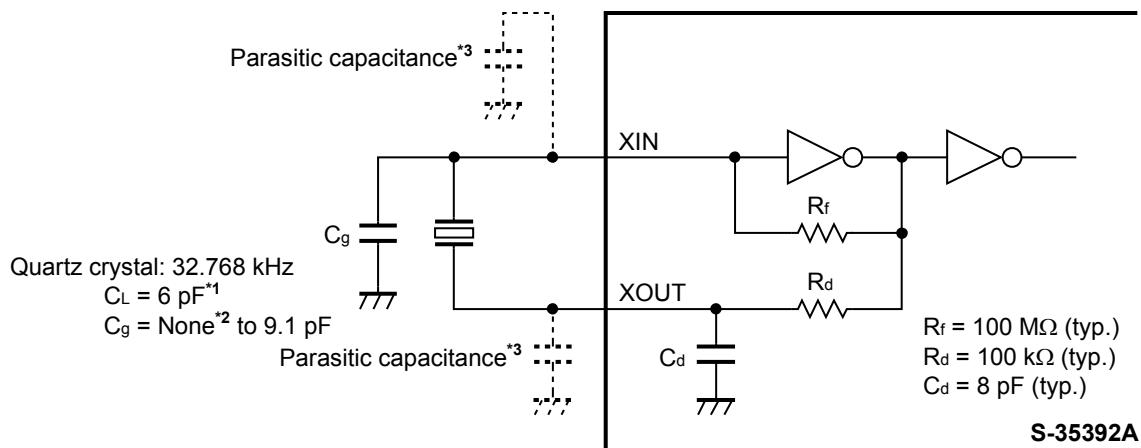 Parasitic capacitance*3
XIN
Rf
Cg
Quartz crystal: 32.768 kHz
CL = 6 pF*1
Cg = None*2 to 9.1 pF
XOUT
Rd
Parasitic capacitance*3
Cd
Rf = 100 MΩ (typ.)
Rd = 100 kΩ (typ.)
Cd = 8 pF (typ.)
S-35392A